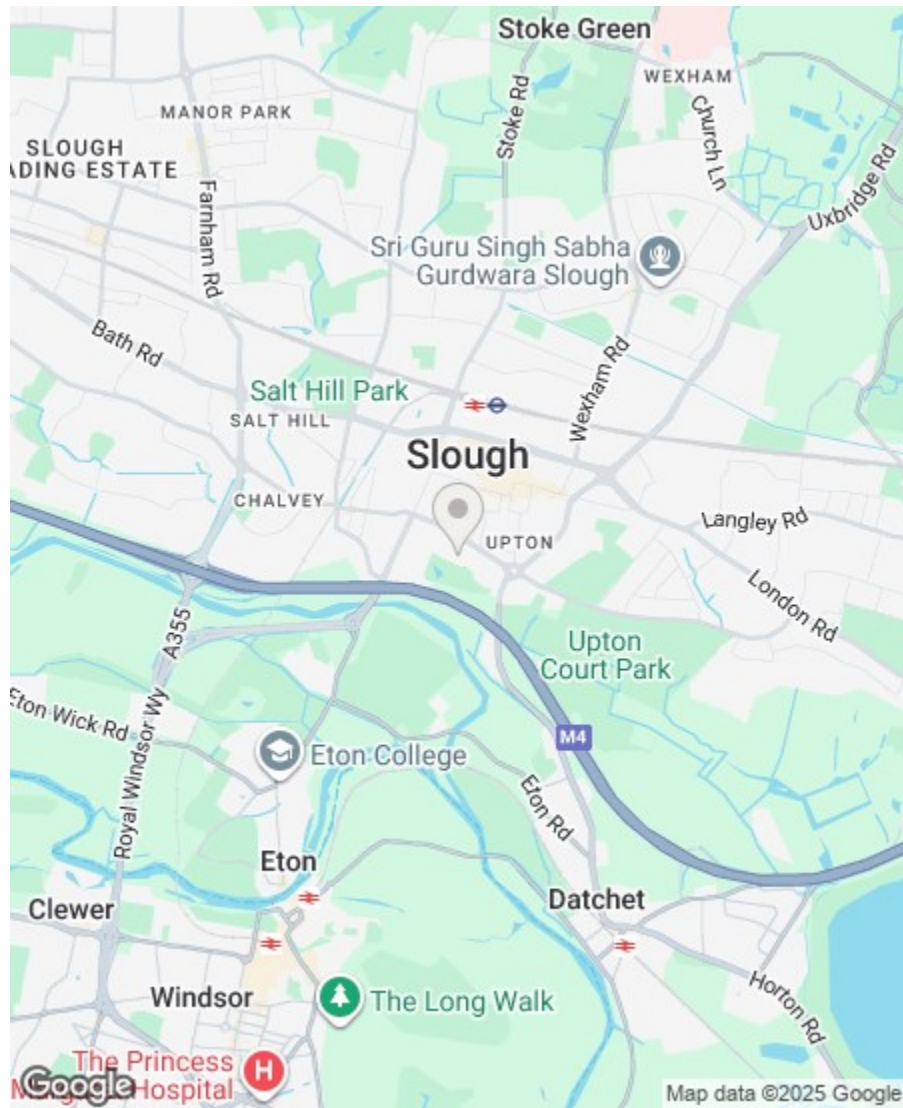 Stoke Green
WEXHAM
MANOR PARK
Stoke Rd
Church Ln
SLOUGH
ADING ESTATE
Farnham Rd
Uxbridge Rd
Sri Guru Singh Sabha
Gurdwara Slough
Bath Rd
Wexham Rd
Salt Hill Park
SALT HILL
Slough
CHALVEY
Langley Rd
UPTON
London Rd
A355
Upton
Court Park
Eton Wick Rd
Royal Windsor Wy
M4
Eton College
Eton Rd
Eton
Clewer
Datchet
Windsor
The Long Walk
Horton Rd
The Princess
Hospital
H
Google
Map data ©2025 Google